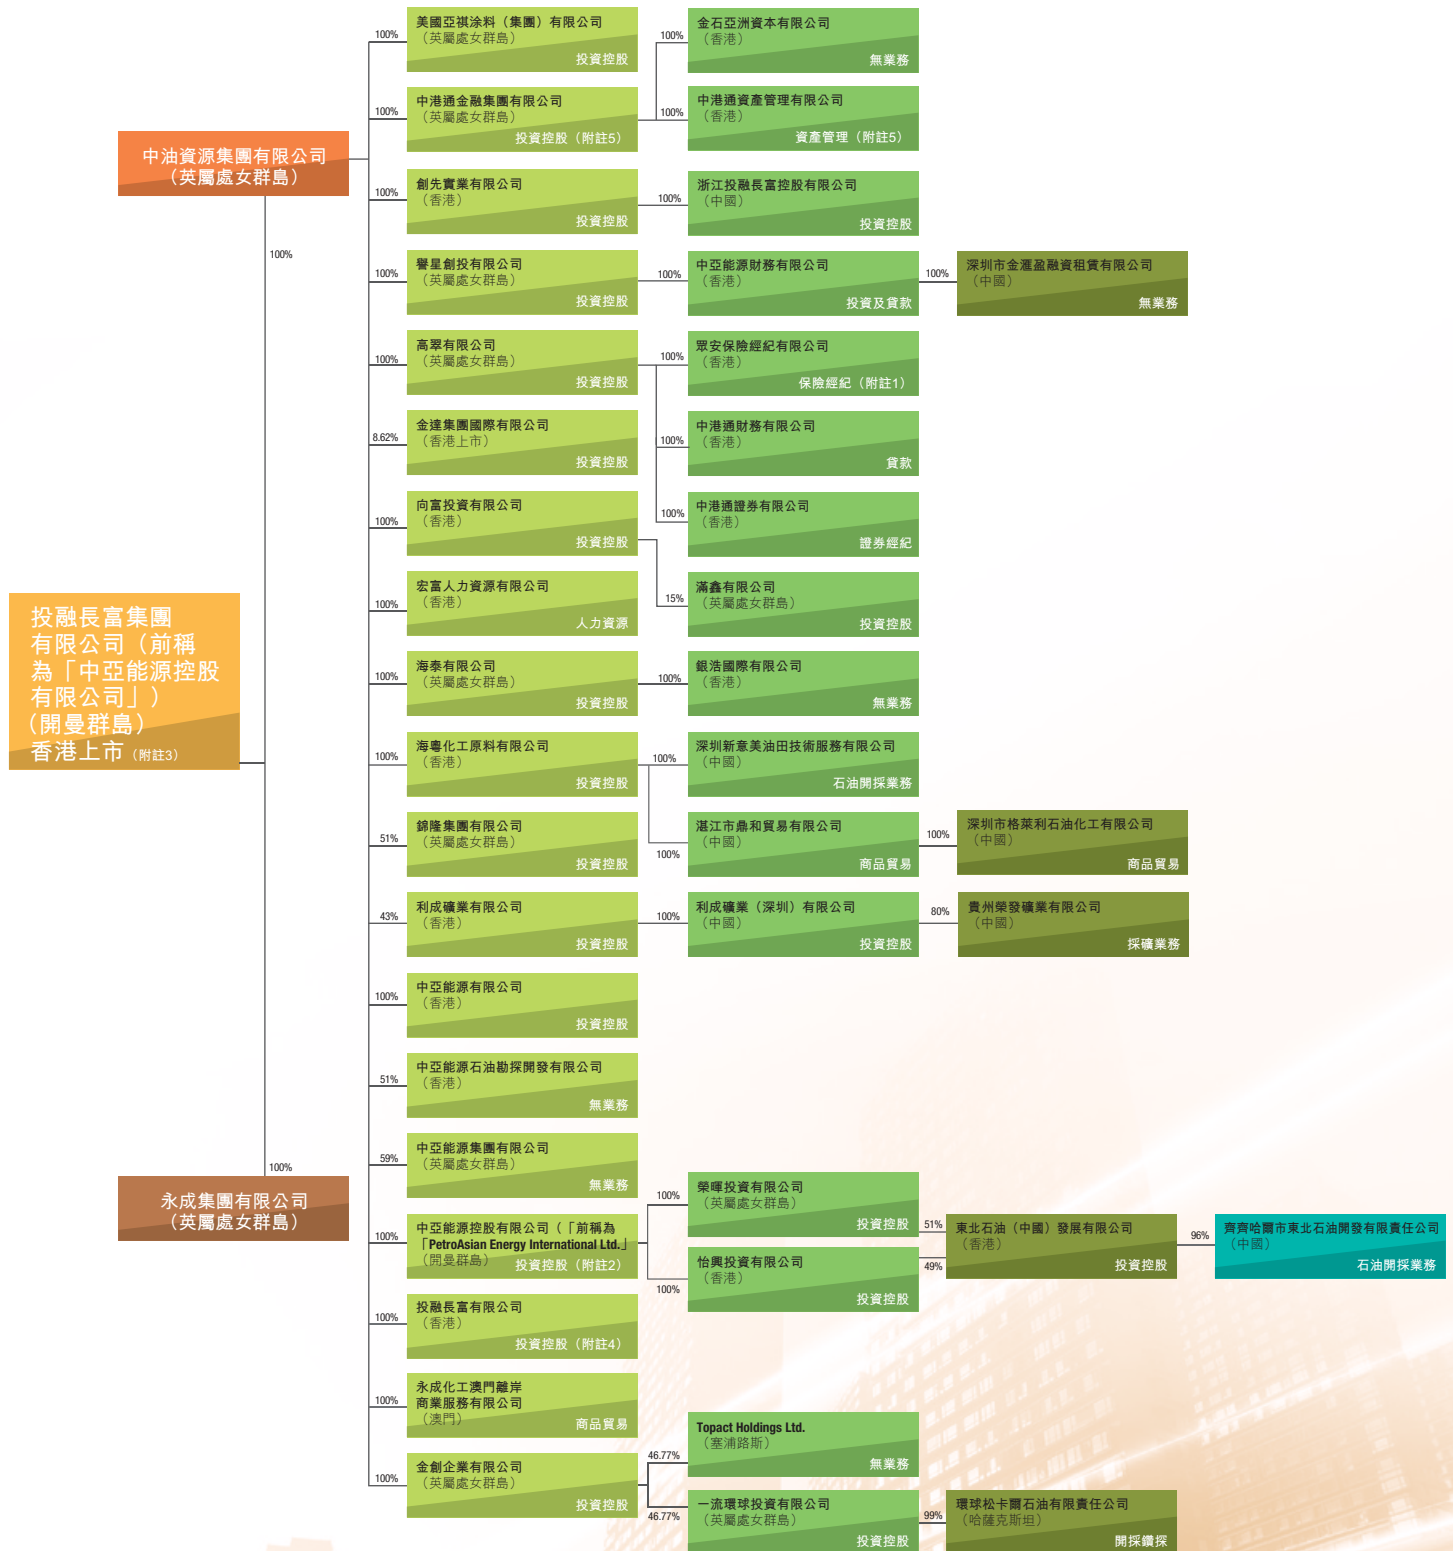 投融長富集團
有限公司（前稱
為「中亞能源控股
有限公司」）
（開曼群島）
香港上市（附註3）
中油資源集團有限公司
（英屬處女群島）
100%
100%
永成集團有限公司
（英屬處女群島）
100%
美國亞祺涂料（集團）有限公司
（英屬處女群島）
投資控股
100%
中港通金融集團有限公司
（英屬處女群島）
投資控股（附註5）
100%
金石亞洲資本有限公司
（香港）
無業務
100%
中港通資產管理有限公司
（香港）
資產管理（附註5）
100%
創先實業有限公司
（香港）
投資控股
100%
浙江投融長富控股有限公司
（中國）
投資控股
100%
譽星創投有限公司
（英屬處女群島）
投資控股
100%
中亞能源財務有限公司
（香港）
投資及貸款
100%
深圳市金滙盈融資租賃有限公司
（中國）
無業務
100%
高翠有限公司
（英屬處女群島）
投資控股
100%
眾安保險經紀有限公司
（香港）
保險經紀（附註1）
8.62%
金達集團國際有限公司
（香港上市）
投資控股
100%
中港通財務有限公司
（香港）
貸款
100%
向富投資有限公司
（香港）
投資控股
100%
中港通證券有限公司
（香港）
證券經紀
100%
宏富人力資源有限公司
（香港）
人力資源
15%
滿鑫有限公司
（英屬處女群島）
投資控股
100%
海泰有限公司
（英屬處女群島）
投資控股
100%
銀浩國際有限公司
（香港）
無業務
100%
海粵化工原料有限公司
（香港）
投資控股
100%
深圳新意美油田技術服務有限公司
（中國）
石油開採業務
51%
錦隆集團有限公司
（英屬處女群島）
投資控股
100%
湛江市鼎和貿易有限公司
（中國）
商品貿易
100%
深圳市格萊利石油化工有限公司
（中國）
商品貿易
43%
利成礦業有限公司
（香港）
投資控股
100%
利成礦業（深圳）有限公司
（中國）
投資控股
80%
貴州榮發礦業有限公司
（中國）
採礦業務
100%
中亞能源有限公司
（香港）
投資控股
51%
中亞能源石油勘探開發有限公司
（香港）
無業務
59%
中亞能源集團有限公司
（英屬處女群島）
無業務
100%
中亞能源控股有限公司（「前稱為
「PetroAsian Energy International Ltd.」
（開曼群島）
投資控股（附註2）
100%
榮暉投資有限公司
（英屬處女群島）
投資控股
100%
怡興投資有限公司
（香港）
投資控股
51%
49%
東北石油（中國）發展有限公司
（香港）
投資控股
96%
齊齊哈爾市東北石油開發有限責任公司
（中國）
石油開採業務
100%
投融長富有限公司
（香港）
投資控股（附註4）
100%
永成化工澳門離岸
商業服務有限公司
（澳門）
商品貿易
100%
金創企業有限公司
（英屬處女群島）
投資控股
46.77%
Topact Holdings Ltd.
（塞浦路斯）
無業務
46.77%
一流環球投資有限公司
（英屬處女群島）
投資控股
99%
環球松卡爾石油有限責任公司
（哈薩克斯坦）
開採鑽探